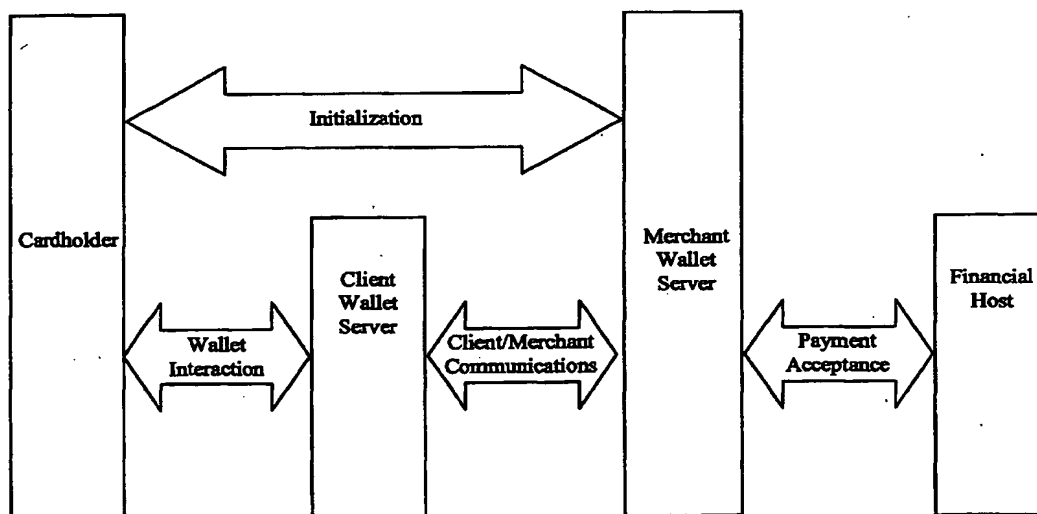 Initialization
Cardholder
Client
Wallet
Server
Merchant
Wallet
Server
Financial
Host
Wallet
Interaction
Client/Merchant
Communications
Payment
Acceptance